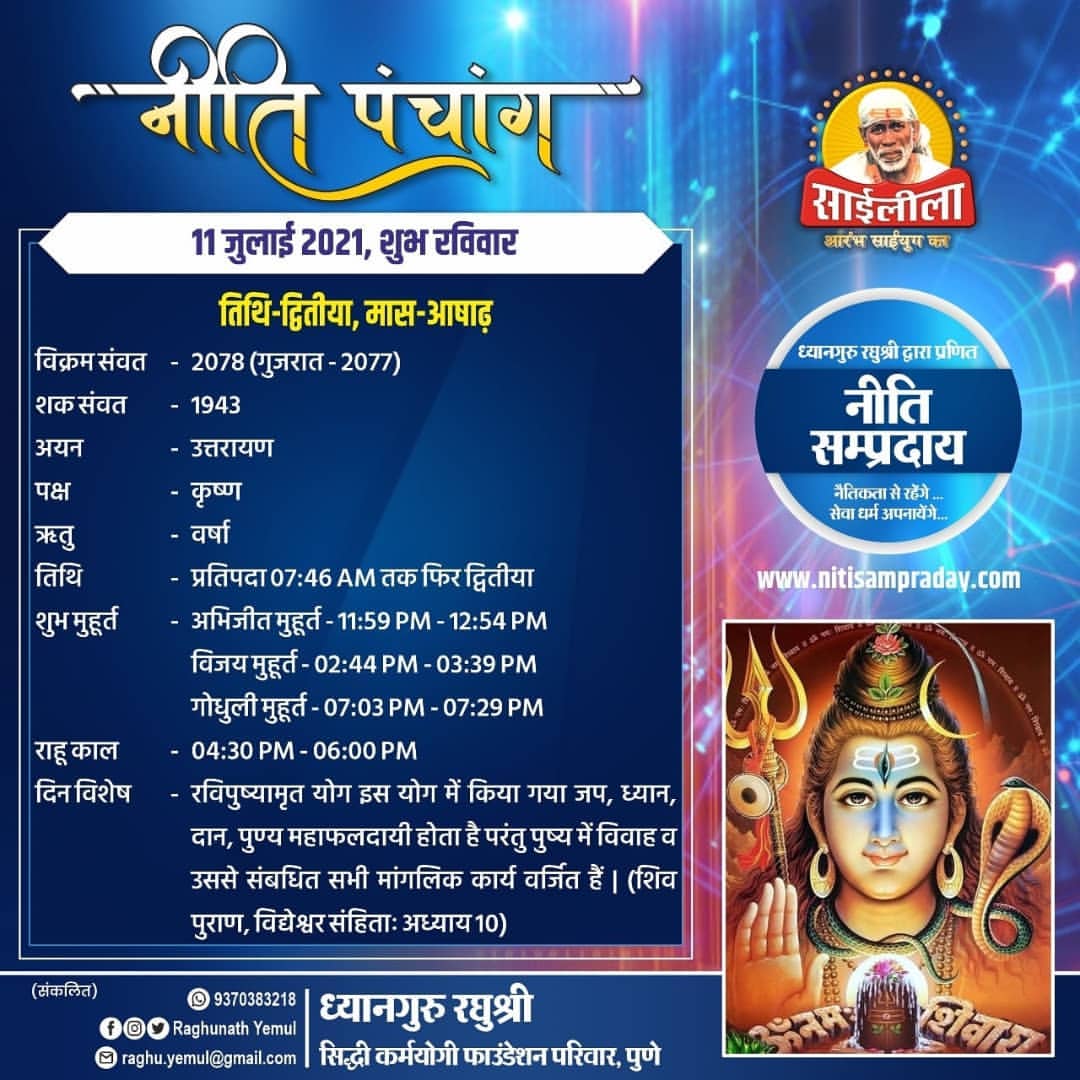 नीति पंचांग
साईलीला
आरंभ साईयुग का
11 जुलाई 2021, शुभ रविवार
तिथि-द्वितीया, मास-आषाढ़
विक्रम संवत - 2078 (गुजरात - 2077)
शक संवत - 1943
अयन - उत्तरायण
पक्ष - कृष्ण
ऋतु - वर्षा
तिथि - प्रतिपदा 07:46 AM तक फिर द्वितीया
शुभ मुहूर्त - अभिजीत मुहूर्त - 11:59 PM - 12:54 PM
विजय मुहूर्त - 02:44 PM - 03:39 PM
गोधुली मुहूर्त - 07:03 PM - 07:29 PM
राहू काल - 04:30 PM - 06:00 PM
दिन विशेष - रविपुष्यामृत योग इस योग में किया गया जप, ध्यान,
दान, पुण्य महाफलदायी होता है परंतु पुष्य में विवाह व
उससे संबधित सभी मांगलिक कार्य वर्जित हैं | (शिव
पुराण, विद्येश्वर संहिताः अध्याय 10)
ध्यानगुरु रघुश्री द्वारा प्रणित
नीति
सम्प्रदाय
नैतिकता से रहेंगे ...
सेवा धर्म अपनायेंगे...
www.nitisampraday.com
ॐ नमः शिवाय
(संकलित)
9370383218
Raghunath Yemul
raghu.yemul@gmail.com
ध्यानगुरु रघुश्री
सिद्धी कर्मयोगी फाउंडेशन परिवार, पुणे